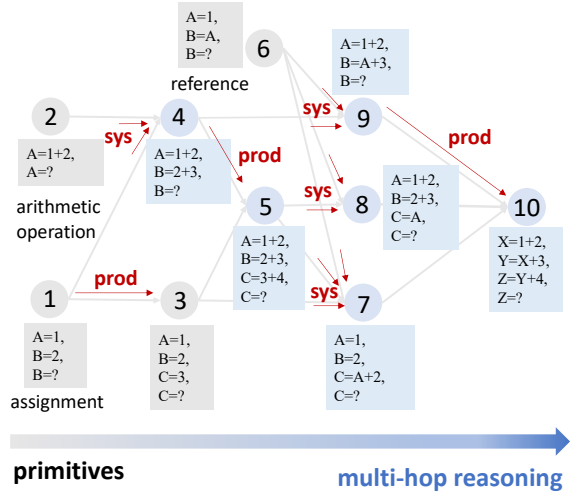 A=1,
B=A,
B=?
6
reference
A=1+2,
B=A+3,
B=?
2
sys
4
9
prod
A=1+2,
A=?
arithmetic
operation
A=1+2,
B=2+3,
B=?
prod
5
sys
8
A=1+2,
B=2+3,
C=A,
C=?
10
A=1+2,
B=2+3,
C=3+4,
C=?
X=1+2,
Y=X+3,
Z=Y+4,
Z=?
1
prod
3
sys
7
A=1,
B=2,
B=?
assignment
A=1,
B=2,
C=3,
C=?
A=1,
B=2,
C=A+2,
C=?
primitives
multi-hop reasoning